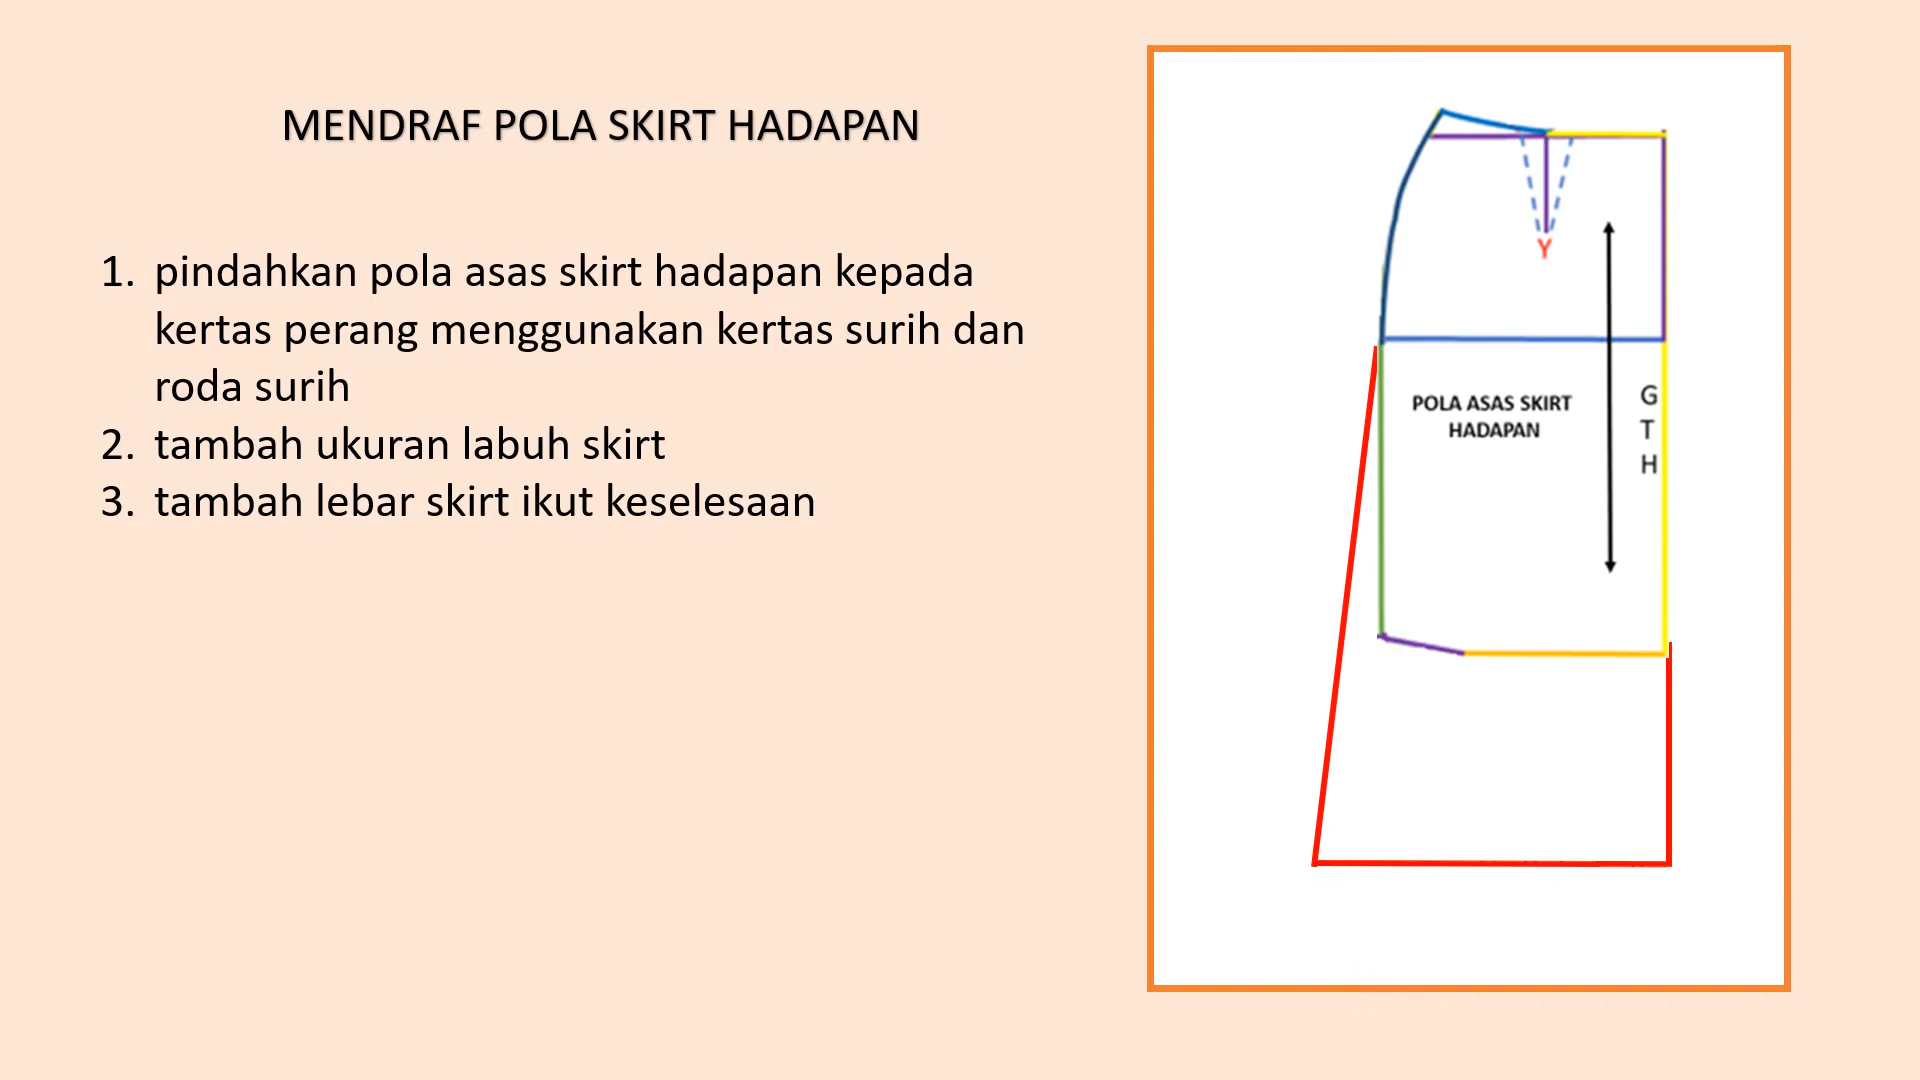 MENDRAF POLA SKIRT HADAPAN
1. pindahkan pola asas skirt hadapan kepada
kertas perang menggunakan kertas surih dan
roda surih
2. tambah ukuran labuh skirt
3. tambah lebar skirt ikut keselesaan
Y
POLA ASAS SKIRT
HADAPAN
G
T
H